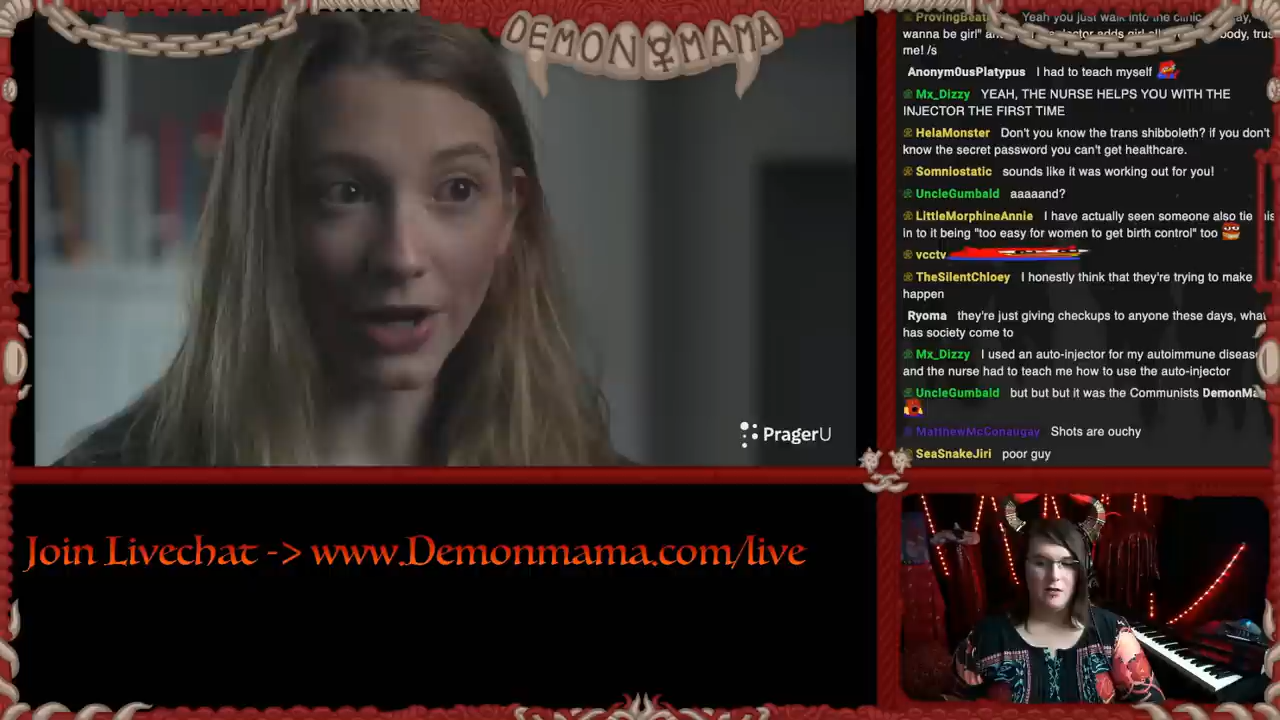 DEMON MAMA
PragerU
ProvingBeat Yeah you just walk into the clinic
wanna be girl" body, trus
me! /s
Anonym0usPlatypus I had to teach myself
Mx_Dizzy YEAH, THE NURSE HELPS YOU WITH THE
INJECTOR THE FIRST TIME
HelaMonster Don't you know the trans shibboleth? if you don't
know the secret password you can't get healthcare.
Somniostatic sounds like it was working out for you!
UncleGumbald aaaand?
LittleMorphineAnnie I have actually seen someone also tie
in to it being "too easy for women to get birth control" too
vcctv
TheSilentChloey I honestly think that they're trying to make
happen
Ryoma they're just giving checkups to anyone these days, wha
has society come to
Mx_Dizzy I used an auto-injector for my autoimmune diseas
and the nurse had to teach me how to use the auto-injector
UncleGumbald but but but it was the Communists DemonMa
MatthewMcConaugay Shots are ouchy
SeaSnakeJiri poor guy
Join Livechat -> www.Demonmama.com/live